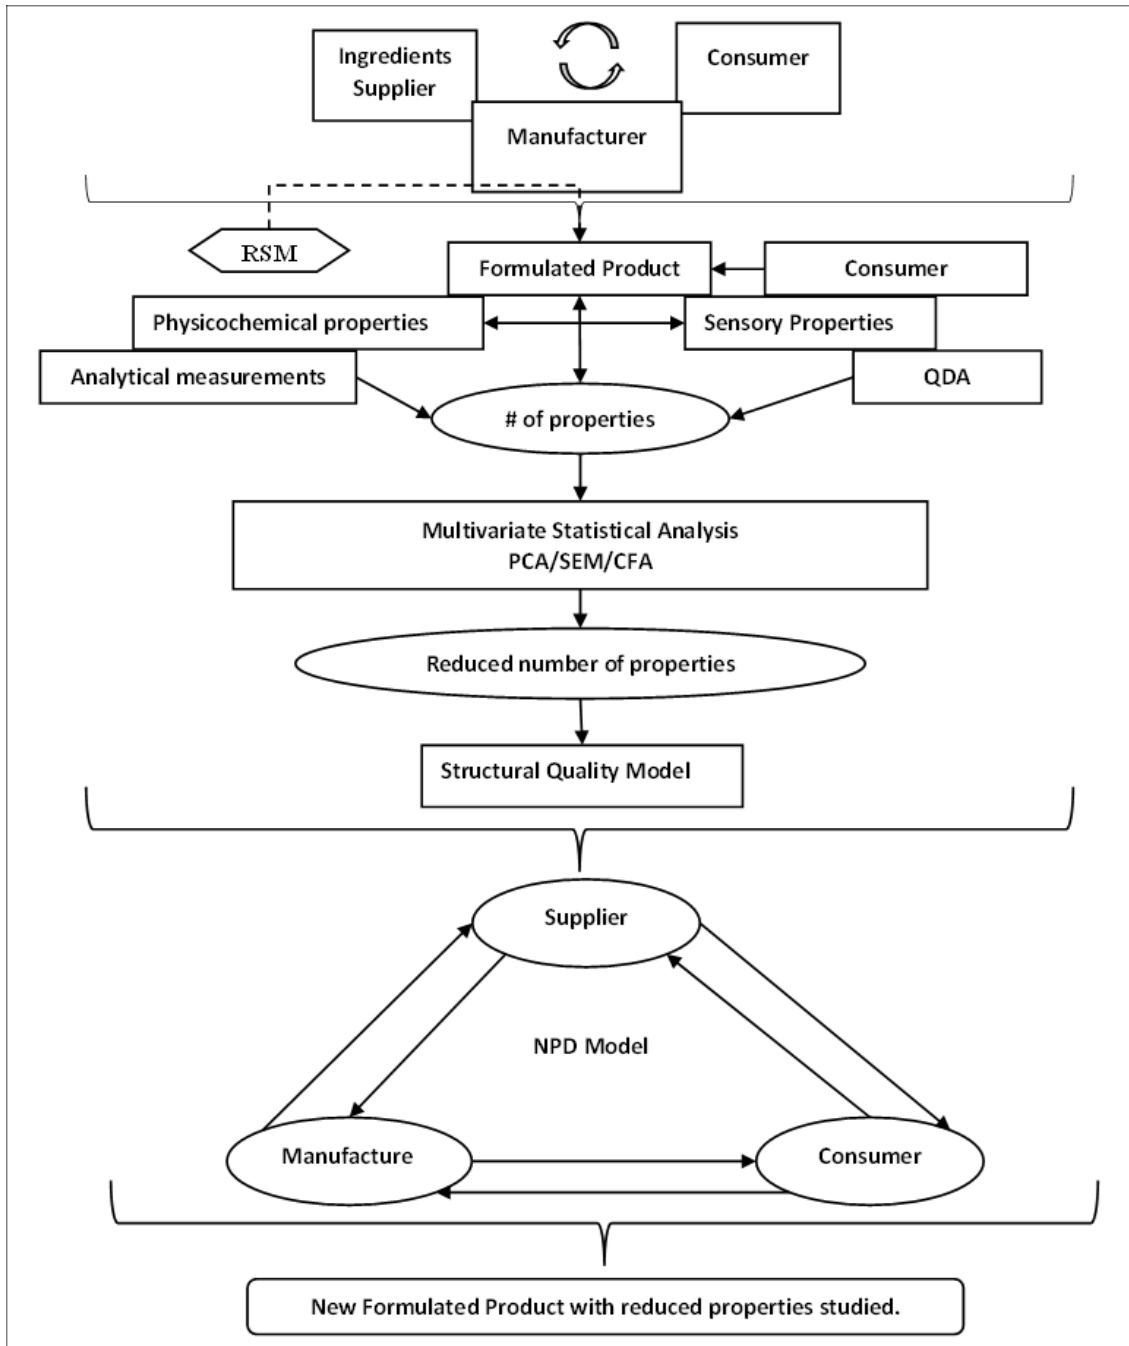 Ingredients
Supplier
Consumer
Manufacturer
RSM
Formulated Product
Consumer
Physicochemical properties
Sensory Properties
Analytical measurements
QDA
# of properties
Multivariate Statistical Analysis
PCA/SEM/CFA
Reduced number of properties
Structural Quality Model
Supplier
NPD Model
Manufacture
Consumer
New Formulated Product with reduced properties studied.